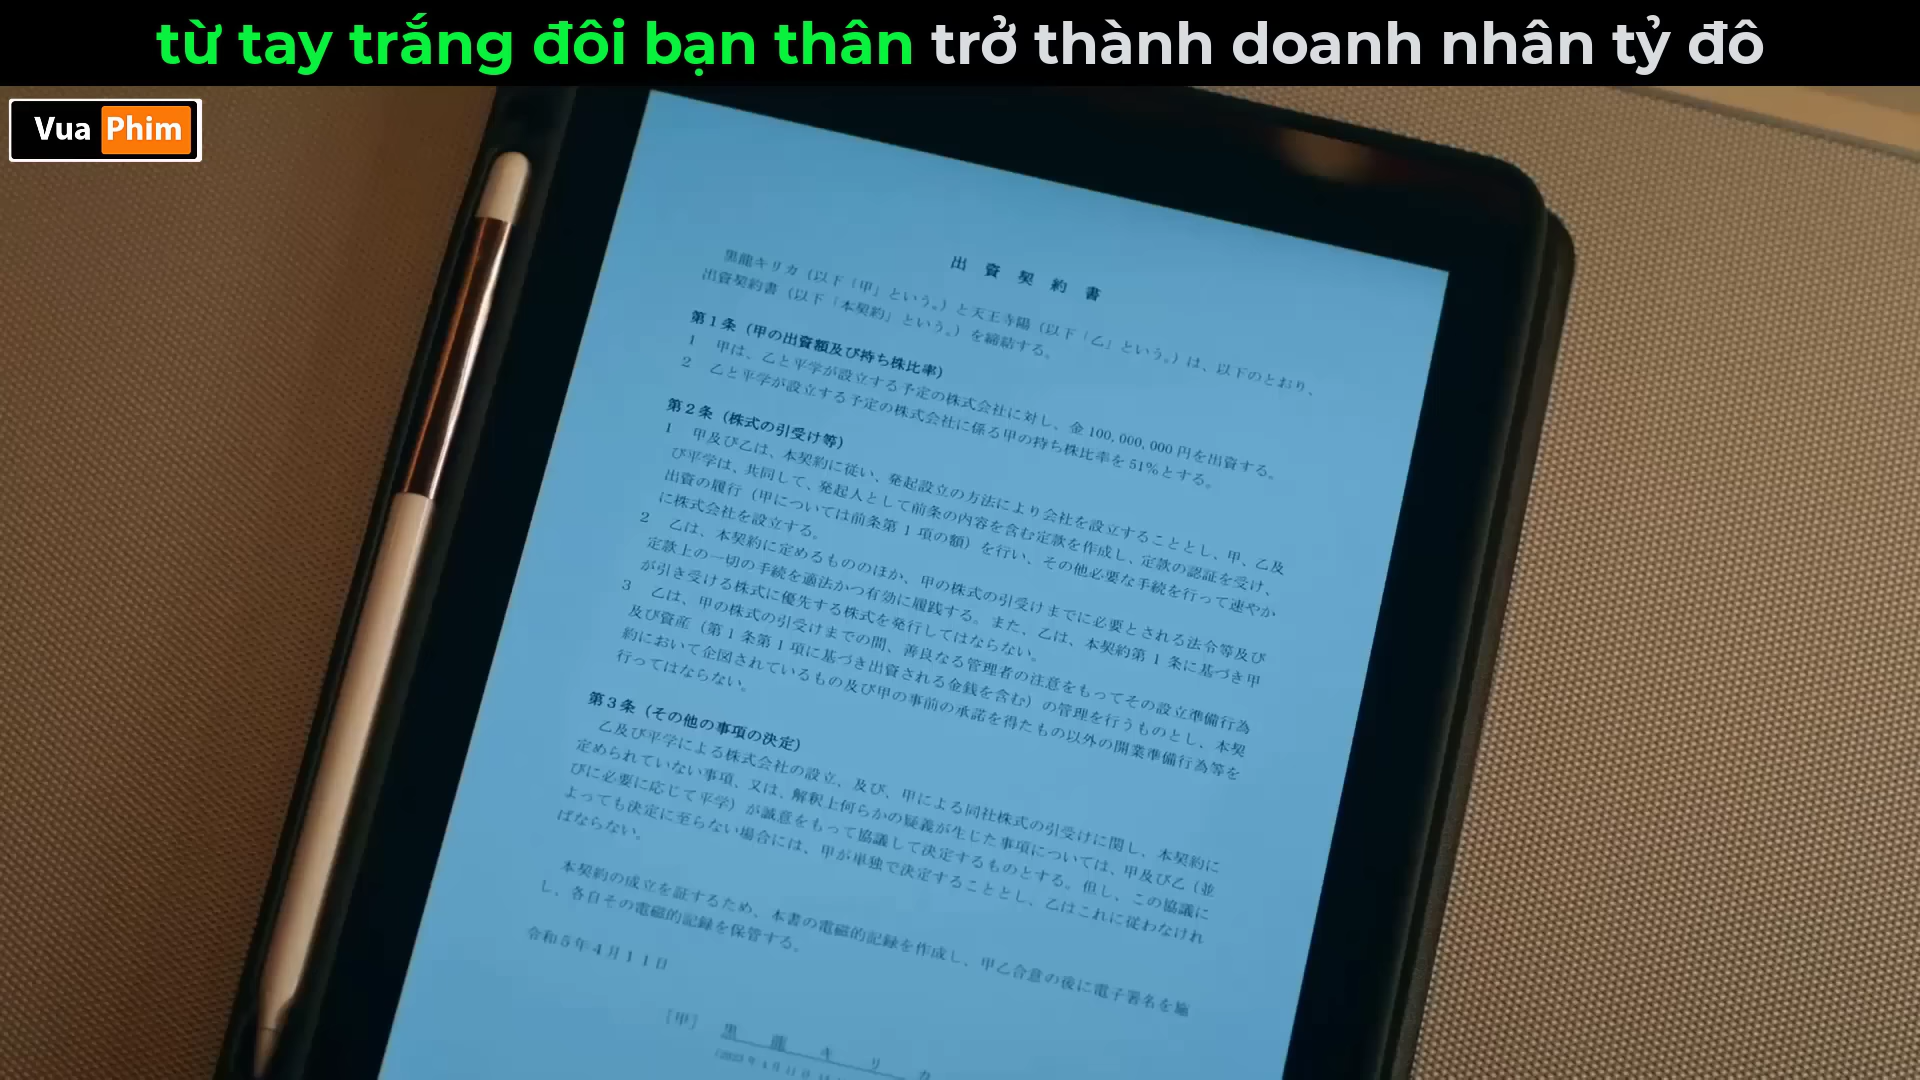 từ tay trắng đôi bạn thân trở thành doanh nhân tỷ đô
Vua Phim
出資契約書
黒龍キリカ（以下「甲」という。）と天王寺陽（以下「乙」という。）は、以下のとおり、
出資契約書（以下「本契約」という。）を締結する。
第1条（甲の出資額及び持ち株比率）
1 甲は、乙と平学が設立する予定の株式会社に対し、金 100,000,000 円を出資する。
2 乙と平学が設立する予定の株式会社に係る甲の持ち株比率を 51%とする。
第2条（株式の引受け等）
1 甲及び乙は、本契約に従い、発起設立の方法により会社を設立することとし、甲、乙及
び平学は、共同して、発起人として前条の内容を含む定款を作成し、定款の認証を受け、
出資の履行（甲については前条第 1 項の額）を行い、その他必要な手続を行って速やか
に株式会社を設立する。
2 乙は、本契約に定めるもののほか、甲の株式の引受けまでに必要とされる法令等及び
定款上の一切の手続を適法かつ有効に履践する。また、乙は、本契約第 1 条に基づき甲
が引き受ける株式に優先する株式を発行してはならない。
3 乙は、甲の株式の引受けまでの間、善良なる管理者の注意をもってその設立準備行為
及び資産（第 1 条第 1 項に基づき出資される金銭を含む）の管理を行うものとし、本契
約において企図されているもの及び甲の事前の承諾を得たもの以外の開業準備行為等を
行ってはならない。
第3条（その他の事項の決定）
乙及び平学による株式会社の設立、及び、甲による同社株式の引受けに関し、本契約に
定められていない事項、又は、解釈上何らかの疑義が生じた事項については、甲及び乙（並
びに必要に応じて平学）が誠意をもって協議して決定するものとする。但し、この協議に
よっても決定に至らない場合には、甲が単独で決定することとし、乙はこれに従わなけれ
ばならない。
本契約の成立を証するため、本書の電磁的記録を作成し、甲乙合意の後に電子署名を施
し、各自その電磁的記録を保管する。
令和5年4月11日
［甲］ 黒龍キリカ